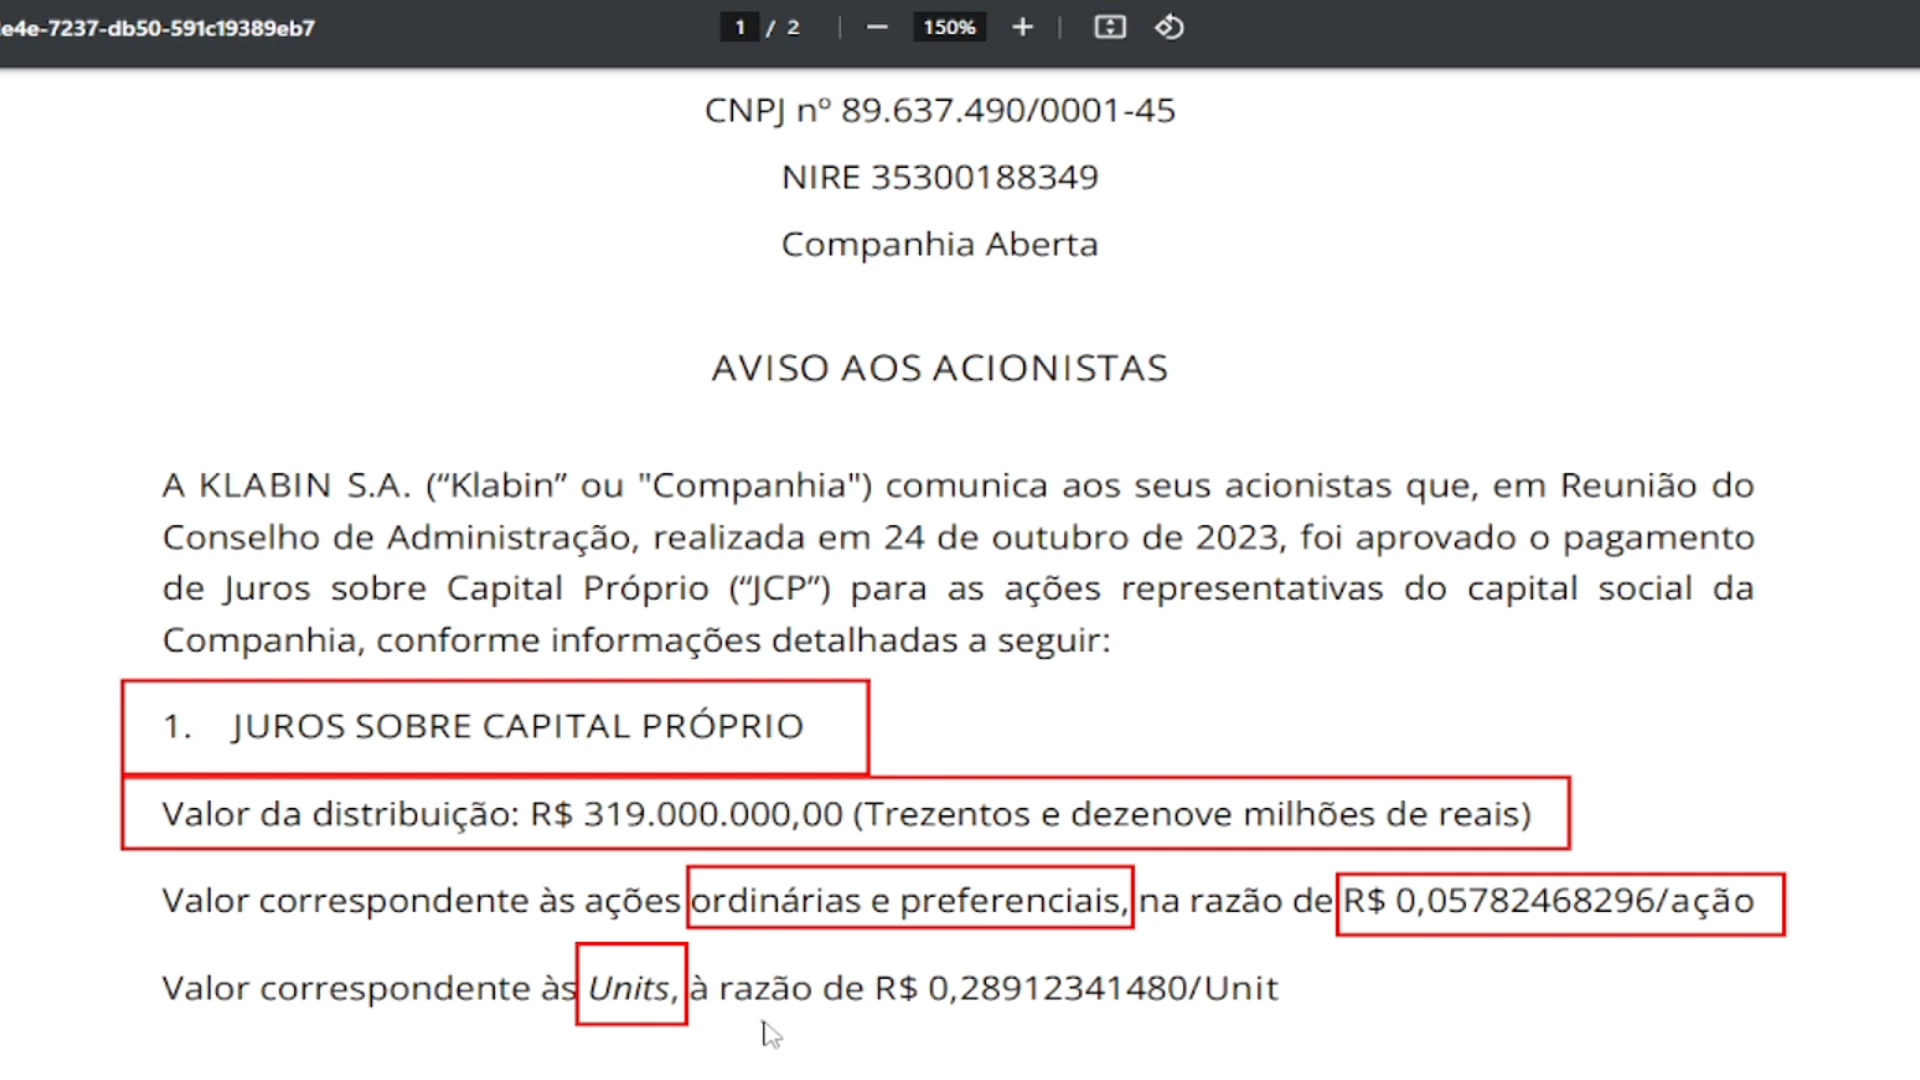 e4e-7237-db50-591c19389eb7
1 / 2
150%
CNPJ nº 89.637.490/0001-45
NIRE 35300188349
Companhia Aberta
AVISO AOS ACIONISTAS
A KLABIN S.A. (“Klabin” ou "Companhia") comunica aos seus acionistas que, em Reunião do
Conselho de Administração, realizada em 24 de outubro de 2023, foi aprovado o pagamento
de Juros sobre Capital Próprio (“JCP”) para as ações representativas do capital social da
Companhia, conforme informações detalhadas a seguir:
1. JUROS SOBRE CAPITAL PRÓPRIO
Valor da distribuição: R$ 319.000.000,00 (Trezentos e dezenove milhões de reais)
Valor correspondente às ações ordinárias e preferenciais, na razão de R$ 0,05782468296/ação
Valor correspondente às Units, à razão de R$ 0,28912341480/Unit